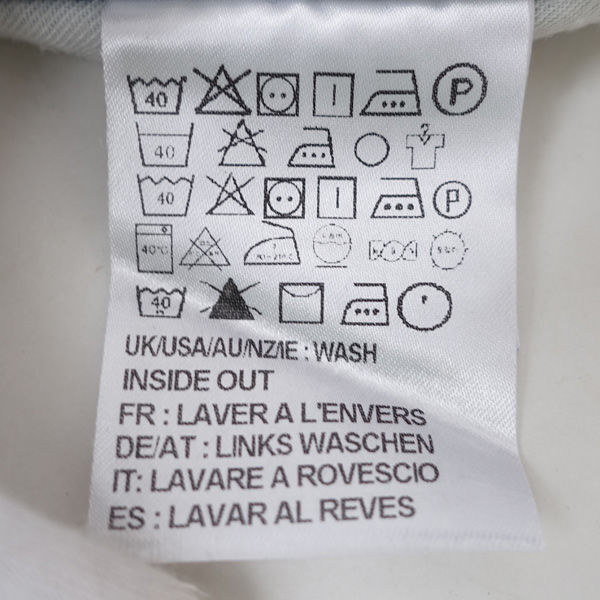 40 P
40 ?
40 P
40°C
40
UK/USA/AU/NZ/IE : WASH
INSIDE OUT
FR : LAVER A L'ENVERS
DE/AT : LINKS WASCHEN
IT: LAVARE A ROVESCIO
ES : LAVAR AL REVES